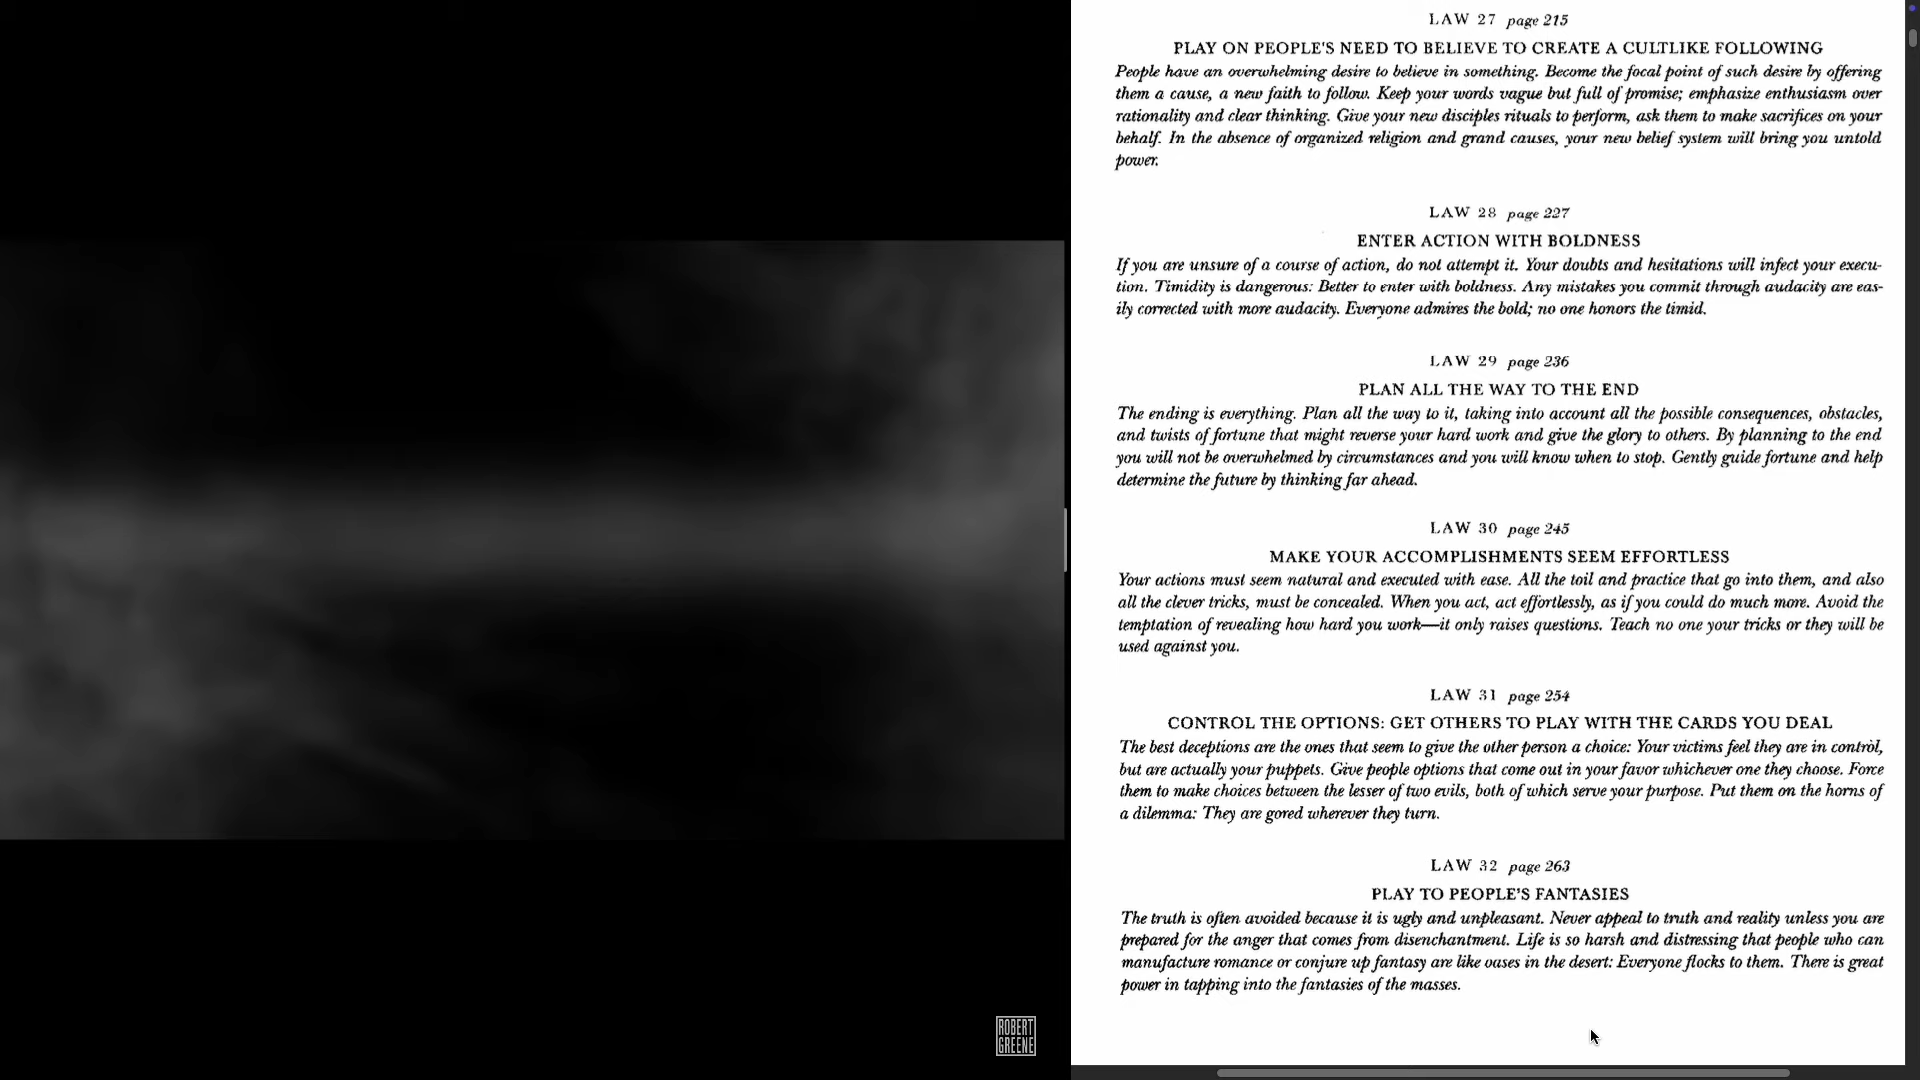 LAW 27 page 215
PLAY ON PEOPLE'S NEED TO BELIEVE TO CREATE A CULTLIKE FOLLOWING
People have an overwhelming desire to believe in something. Become the focal point of such desire by offering
them a cause, a new faith to follow. Keep your words vague but full of promise; emphasize enthusiasm over
rationality and clear thinking. Give your new disciples rituals to perform, ask them to make sacrifices on your
behalf. In the absence of organized religion and grand causes, your new belief system will bring you untold
power.
LAW 28 page 227
ENTER ACTION WITH BOLDNESS
If you are unsure of a course of action, do not attempt it. Your doubts and hesitations will infect your execu-
tion. Timidity is dangerous: Better to enter with boldness. Any mistakes you commit through audacity are eas-
ily corrected with more audacity. Everyone admires the bold; no one honors the timid.
LAW 29 page 236
PLAN ALL THE WAY TO THE END
The ending is everything. Plan all the way to it, taking into account all the possible consequences, obstacles,
and twists of fortune that might reverse your hard work and give the glory to others. By planning to the end
you will not be overwhelmed by circumstances and you will know when to stop. Gently guide fortune and help
determine the future by thinking far ahead.
LAW 30 page 245
MAKE YOUR ACCOMPLISHMENTS SEEM EFFORTLESS
Your actions must seem natural and executed with ease. All the toil and practice that go into them, and also
all the clever tricks, must be concealed. When you act, act effortlessly, as if you could do much more. Avoid the
temptation of revealing how hard you work—it only raises questions. Teach no one your tricks or they will be
used against you.
LAW 31 page 254
CONTROL THE OPTIONS: GET OTHERS TO PLAY WITH THE CARDS YOU DEAL
The best deceptions are the ones that seem to give the other person a choice: Your victims feel they are in control,
but are actually your puppets. Give people options that come out in your favor whichever one they choose. Force
them to make choices between the lesser of two evils, both of which serve your purpose. Put them on the horns of
a dilemma: They are gored wherever they turn.
LAW 32 page 263
PLAY TO PEOPLE'S FANTASIES
The truth is often avoided because it is ugly and unpleasant. Never appeal to truth and reality unless you are
prepared for the anger that comes from disenchantment. Life is so harsh and distressing that people who can
manufacture romance or conjure up fantasy are like oases in the desert: Everyone flocks to them. There is great
power in tapping into the fantasies of the masses.
ROBERT
GREENE